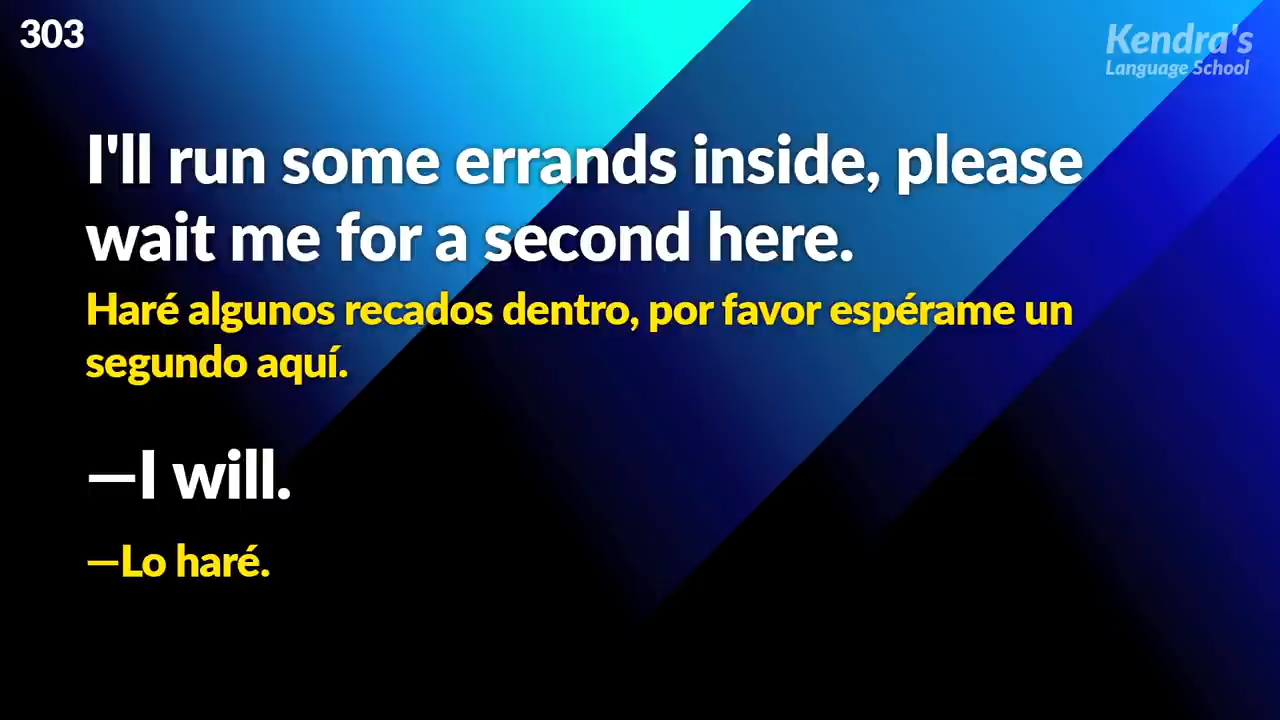 303
Kendra's
Language School
I'll run some errands inside, please
wait me for a second here.
Haré algunos recados dentro, por favor espérame un
segundo aquí.
—I will.
—Lo haré.